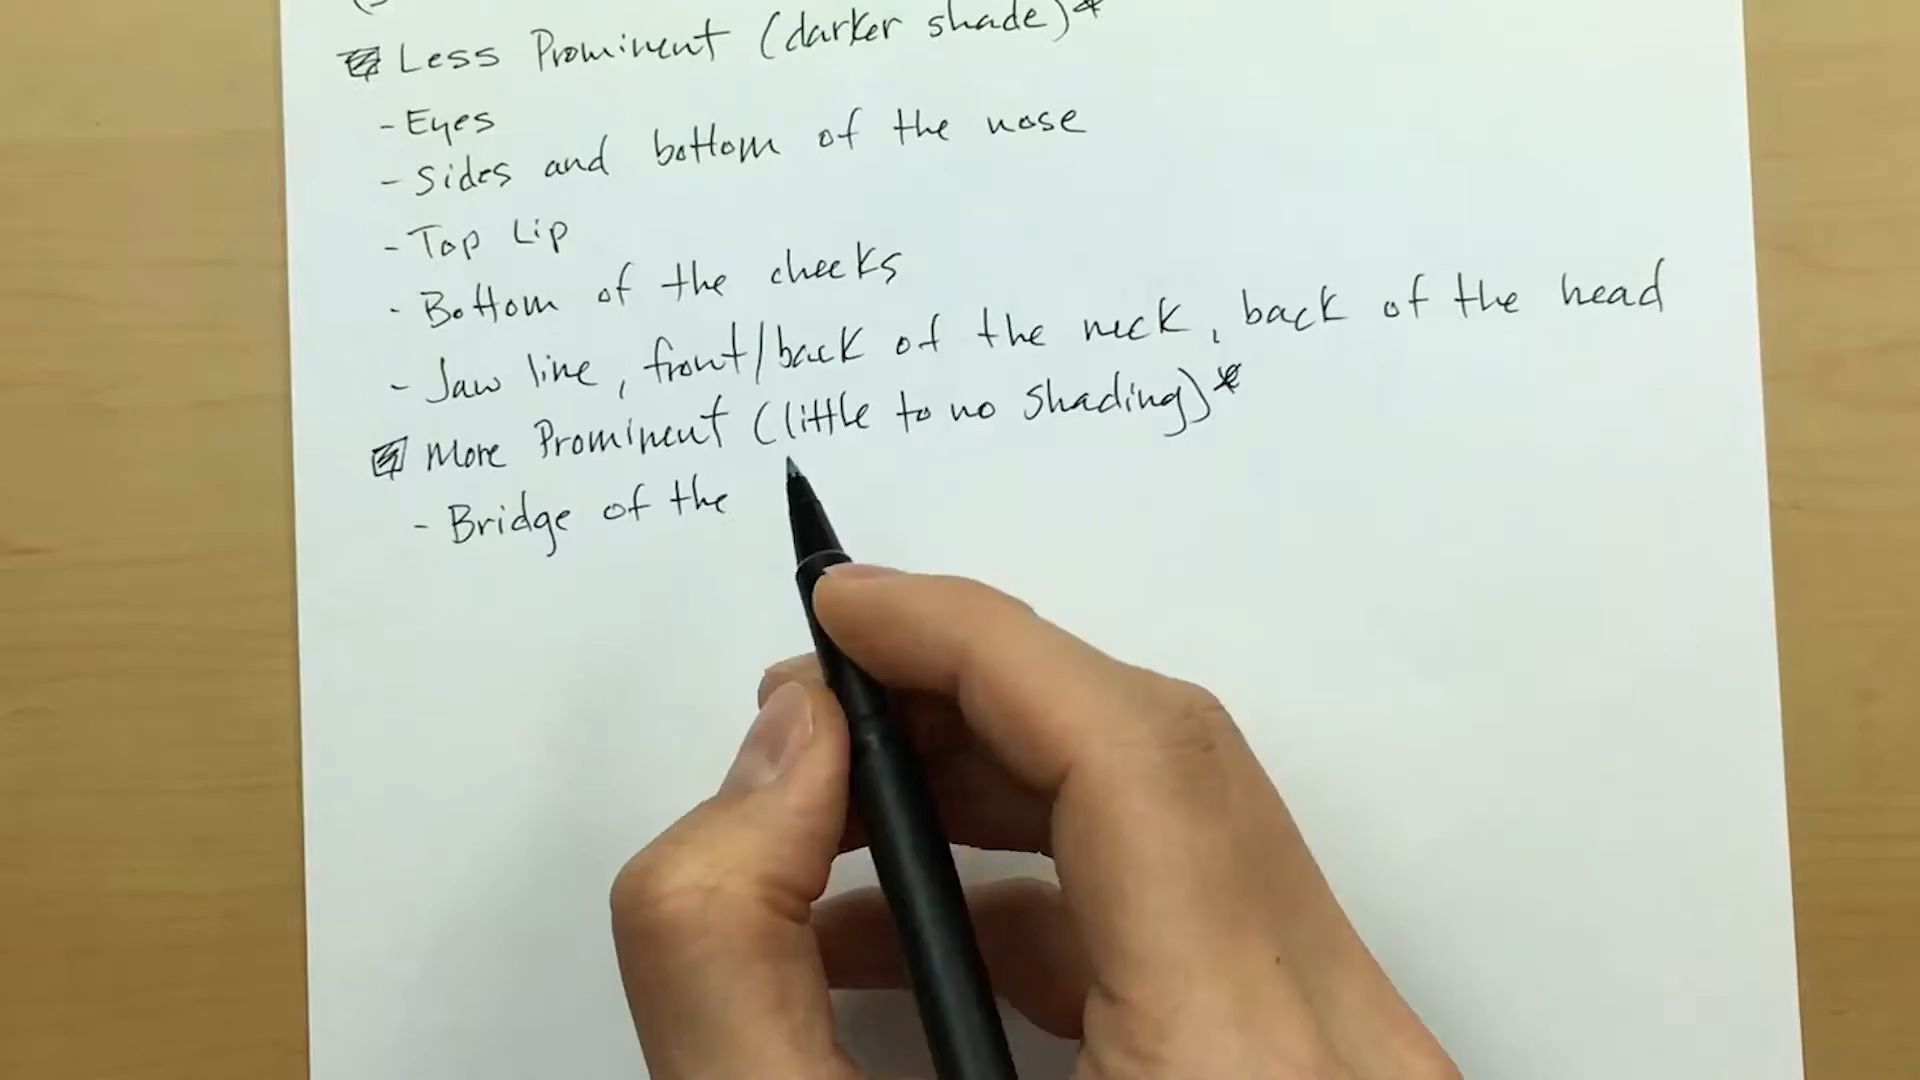 Less Prominent (darker shade)*
- Eyes
- Sides and bottom of the nose
- Top Lip
- Bottom of the cheeks
- Jaw line, front/back of the neck, back of the head
More Prominent (little to no shading)*
- Bridge of the